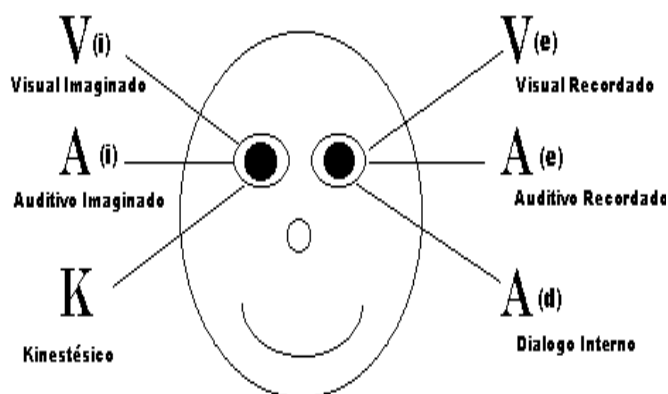 V (i)
Visual Imaginado
A (i)
Auditivo Imaginado
K
Kinestésico
V (e)
Visual Recordado
A (e)
Auditivo Recordado
A (d)
Dialogo Interno